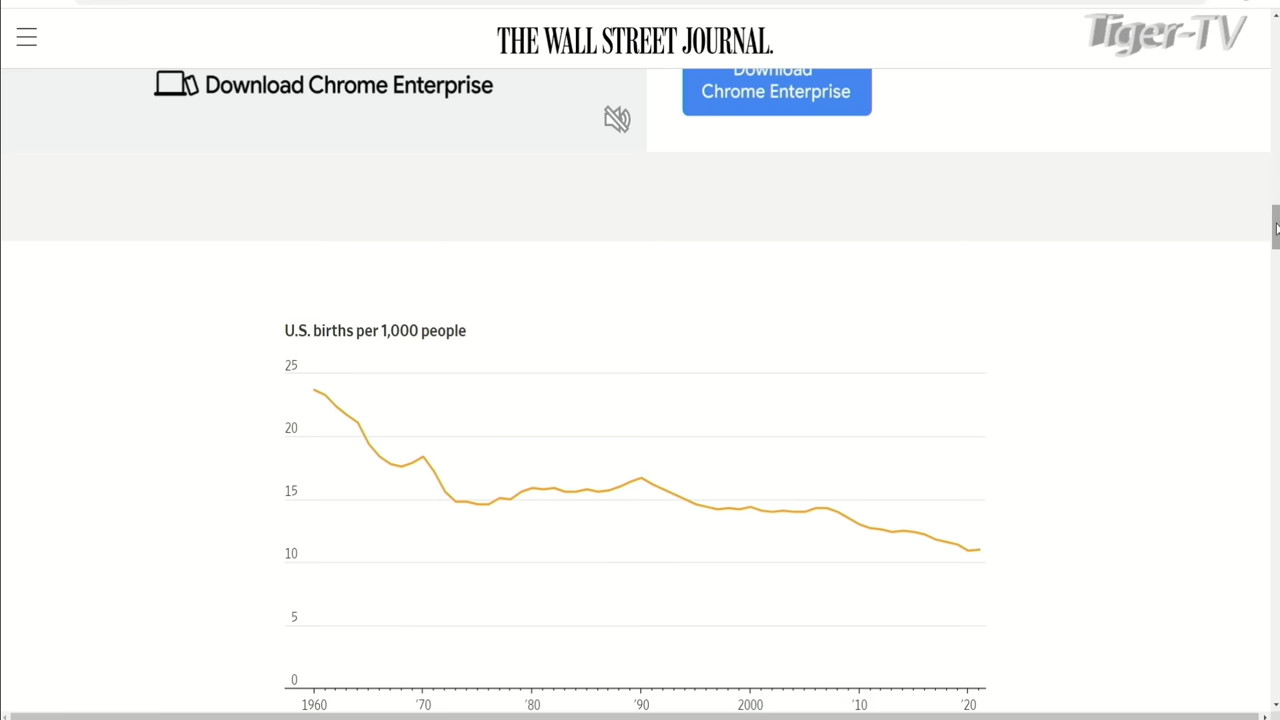 THE WALL STREET JOURNAL.
Tiger-TV
Download Chrome Enterprise
Download
Chrome Enterprise
U.S. births per 1,000 people
25
20
15
10
5
0
1960 '70 '80 '90 2000 '10 '20